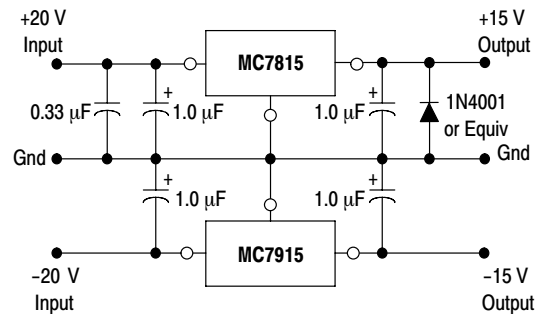 +20 V
Input
+15 V
Output
MC7815
+
+
0.33 μF
1.0 μF
1.0 μF
1N4001
or Equiv
Gnd
Gnd
+
+
1.0 μF
1.0 μF
MC7915
−20 V
Input
−15 V
Output